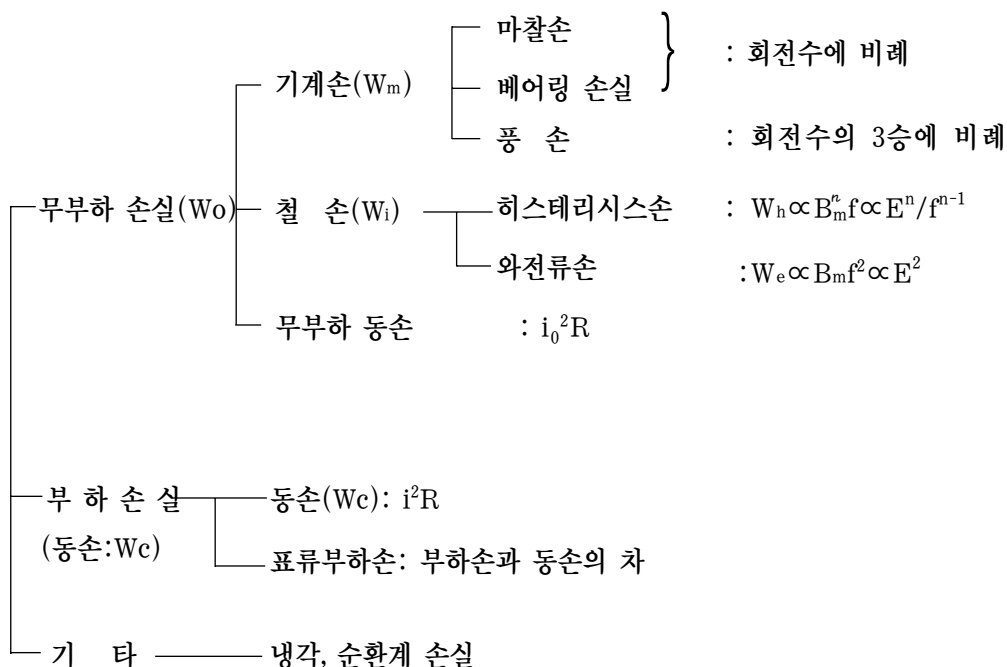 마찰손
: 회전수에 비례
기계손(Wm)
베어링 손실
풍 손 : 회전수의 3승에 비례
무부하 손실(Wo)
철 손(Wi)
히스테리시스손 : Wₕ∝Bₘⁿf∝Eⁿ/fⁿ⁻¹
와전류손 :Wₑ∝Bₘf²∝E²
무부하 동손 : i₀²R
부 하 손 실
동손(Wc): i²R
(동손:Wc)
표류부하손: 부하손과 동손의 차
기 타
냉각, 순환계 손실